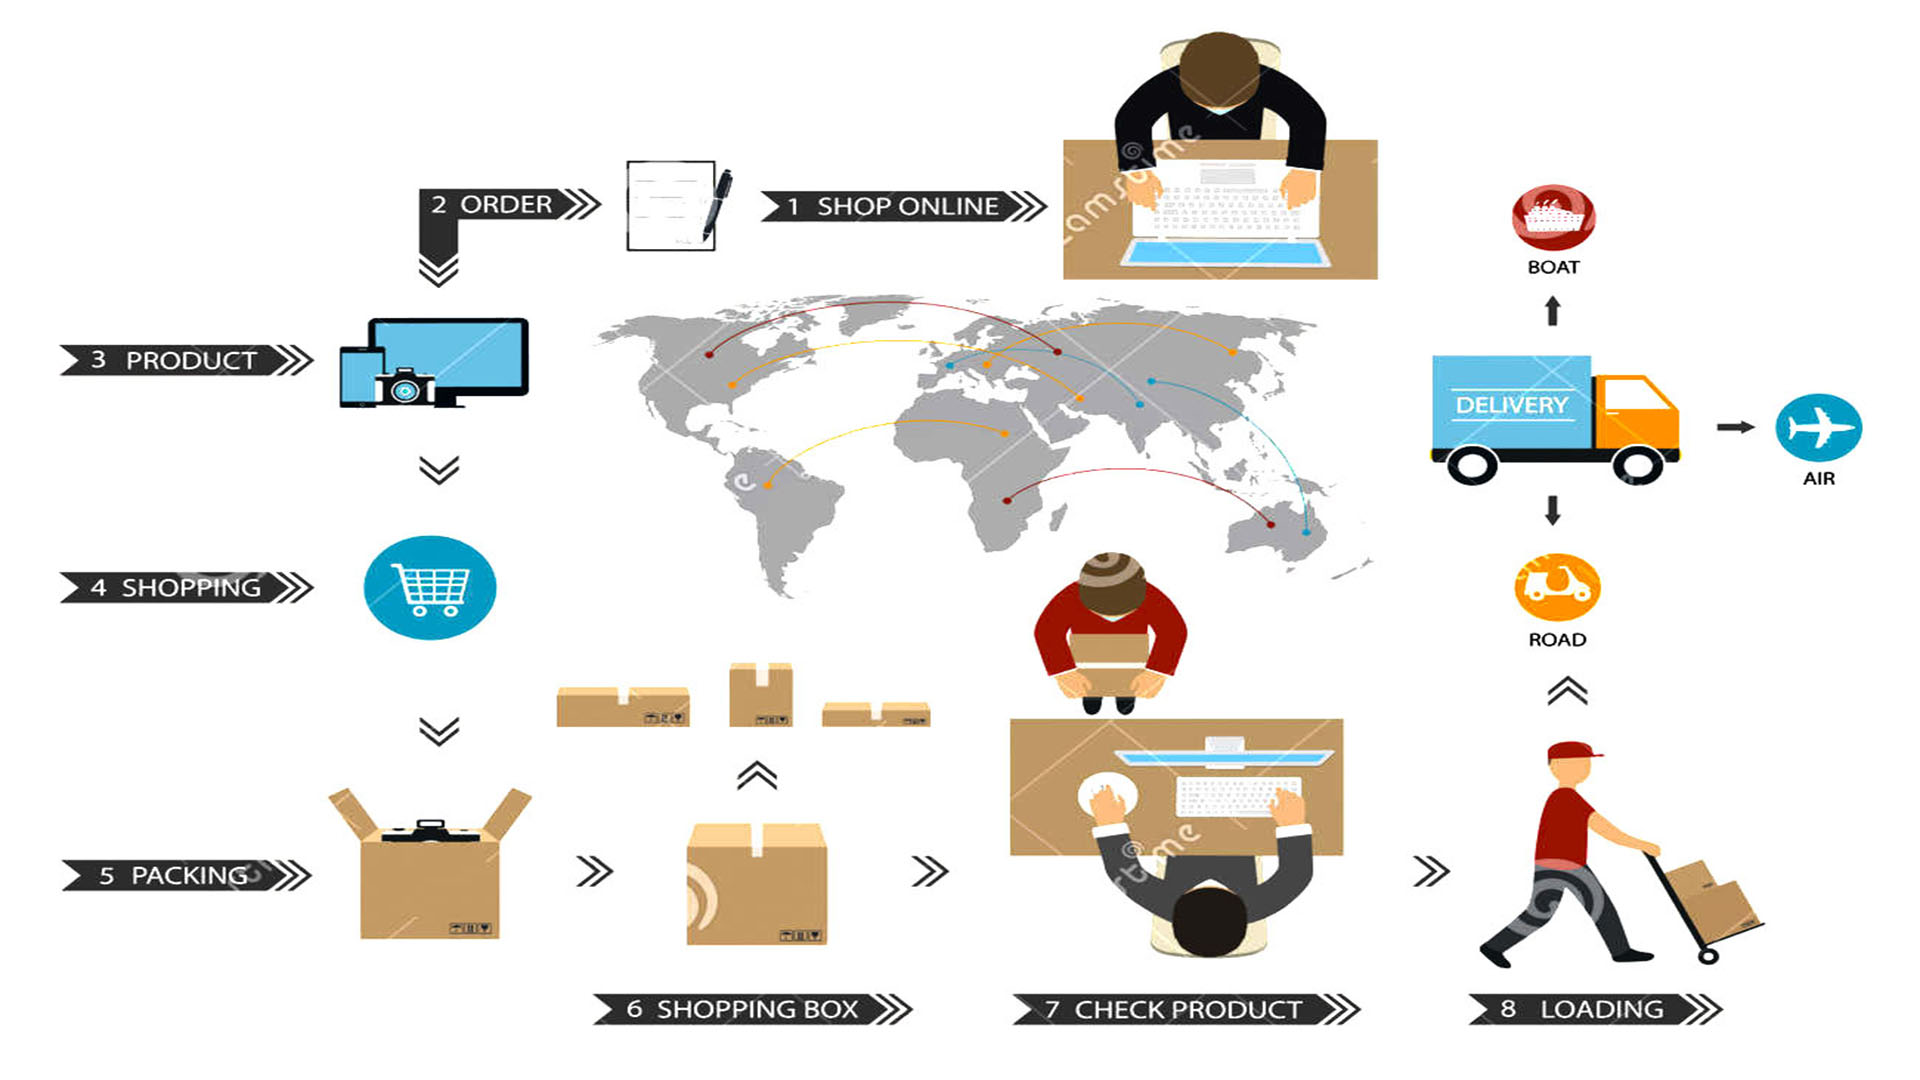 2 ORDER
1 SHOP ONLINE
BOAT
3 PRODUCT
DELIVERY
AIR
4 SHOPPING
ROAD
5 PACKING
6 SHOPPING BOX
7 CHECK PRODUCT
8 LOADING